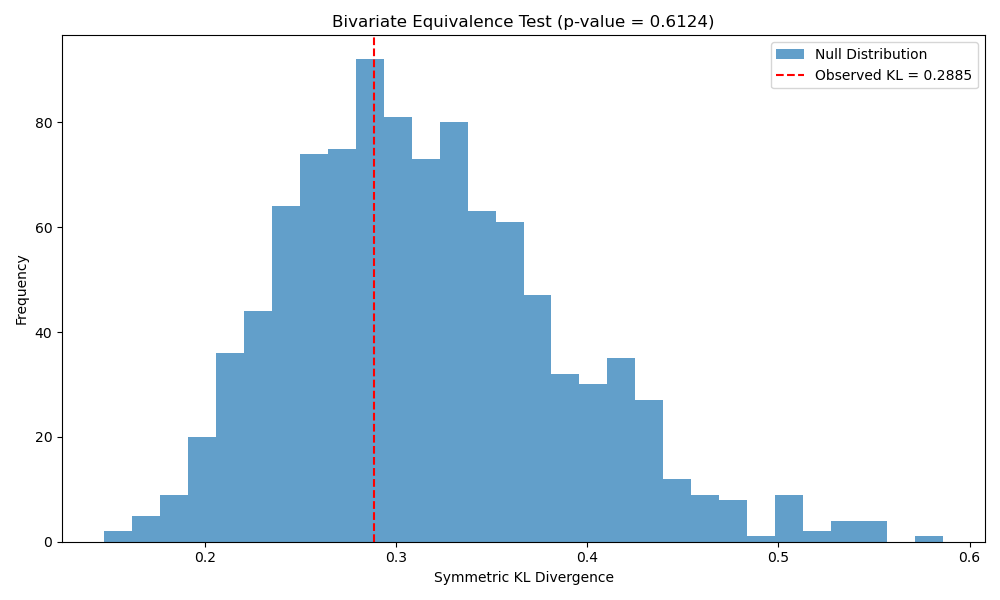 Bivariate Equivalence Test (p-value = 0.6124)
Null Distribution
Observed KL = 0.2885
Frequency
80
60
40
20
0
0.2 0.3 0.4 0.5 0.6
Symmetric KL Divergence